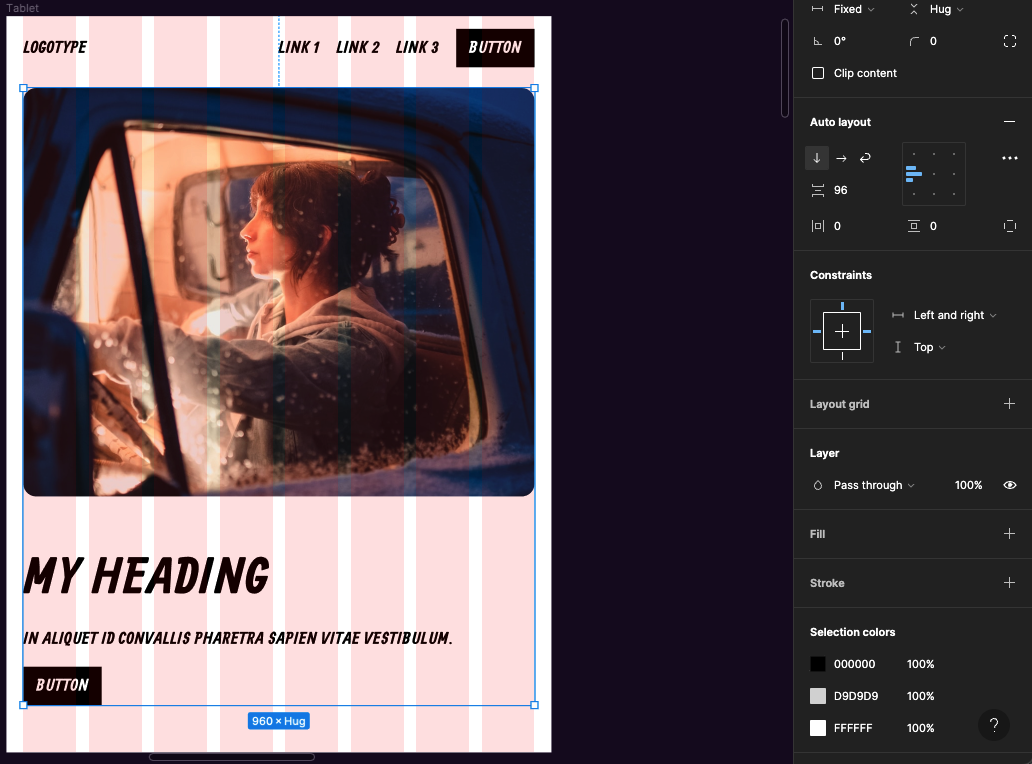 Tablet
LOGOTYPE
LINK 1 LINK 2 LINK 3 BUTTON
MY HEADING
IN ALIQUET ID CONVALLIS PHARETRA SAPIEN VITAE VESTIBULUM.
BUTTON
960 × Hug
Fixed Hug
0° 0
Clip content
Auto layout
96
0 0
Constraints
Left and right
Top
Layout grid
Layer
Pass through 100%
Fill
Stroke
Selection colors
000000 100%
D9D9D9 100%
FFFFFF 100%
?